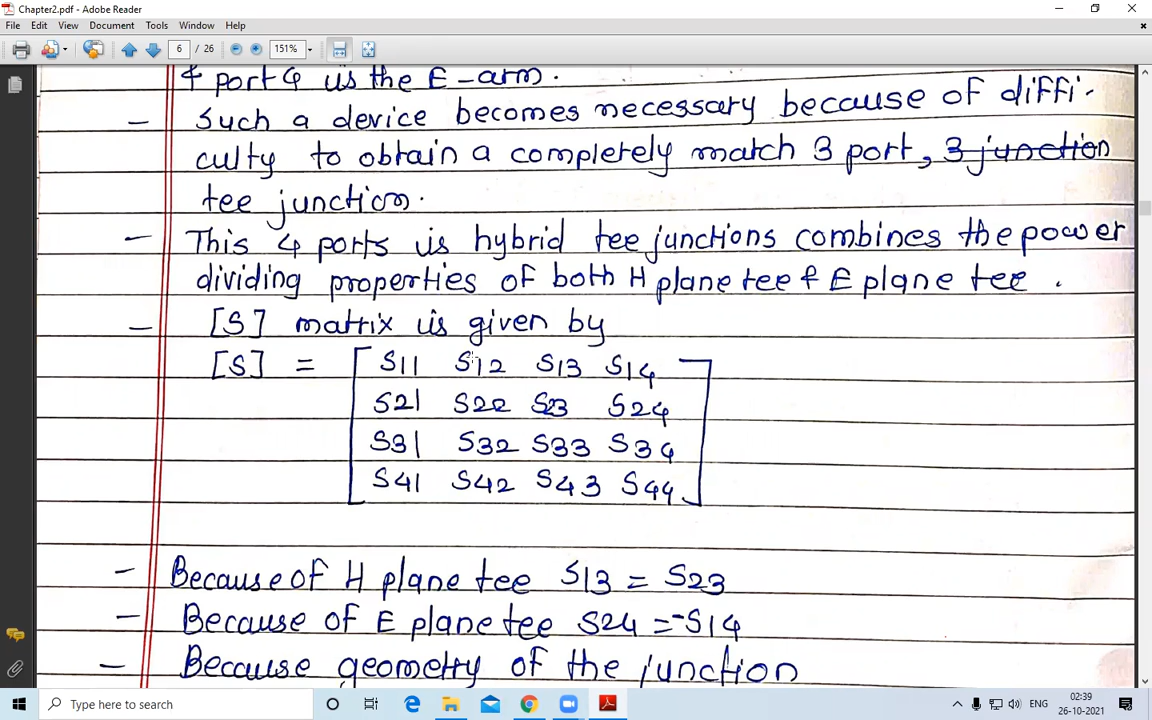 Chapter2.pdf - Adobe Reader
File Edit View Document Tools Window Help
6 / 26 151%
& port 4 is the E-arm.
- Such a device becomes necessary because of diffi-
culty to obtain a completely match 3 port, 3 junction
tee junction.
- This 4 ports is hybrid tee junctions combines the power
dividing properties of both H plane tee & E plane tee.
- [S] matrix is given by
[S] = [ S11 S12 S13 S14
S21 S22 S23 S24
S31 S32 S33 S34
S41 S42 S43 S44 ]
- Because of H plane tee S13 = S23
- Because of E plane tee S24 = -S14
- Because geometry of the junction
Type here to search
ENG
02:39
26-10-2021